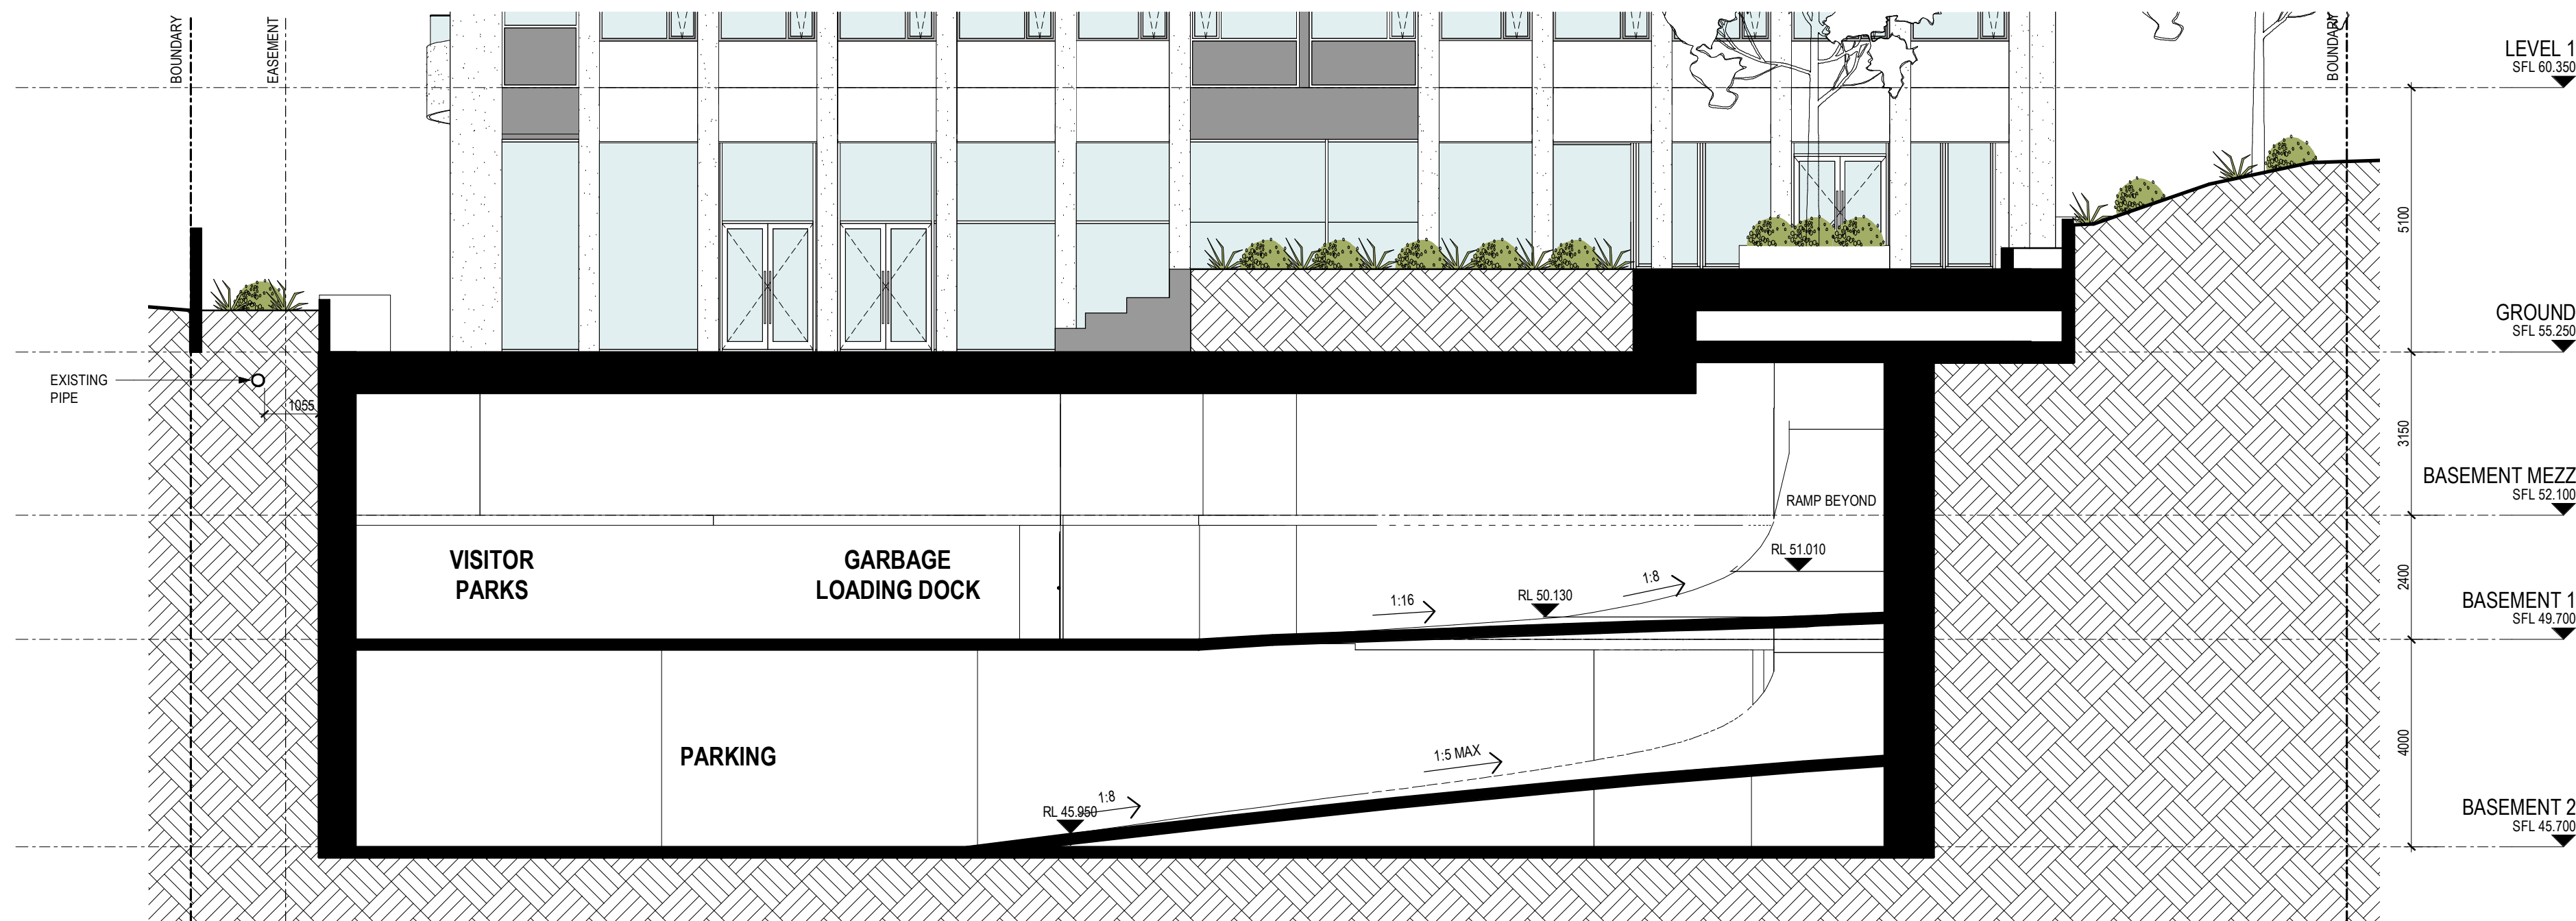 BOUNDARY
EASEMENT
BOUNDARY
LEVEL 1
SFL 60.350
5100
GROUND
SFL 55.250
EXISTING
PIPE
1055
3150
BASEMENT MEZZ
SFL 52.100
RAMP BEYOND
VISITOR
PARKS
GARBAGE
LOADING DOCK
RL 51.010
1:8
RL 50.130
1:16
2400
BASEMENT 1
SFL 49.700
PARKING
1:5 MAX
4000
1:8
RL 45.950
BASEMENT 2
SFL 45.700